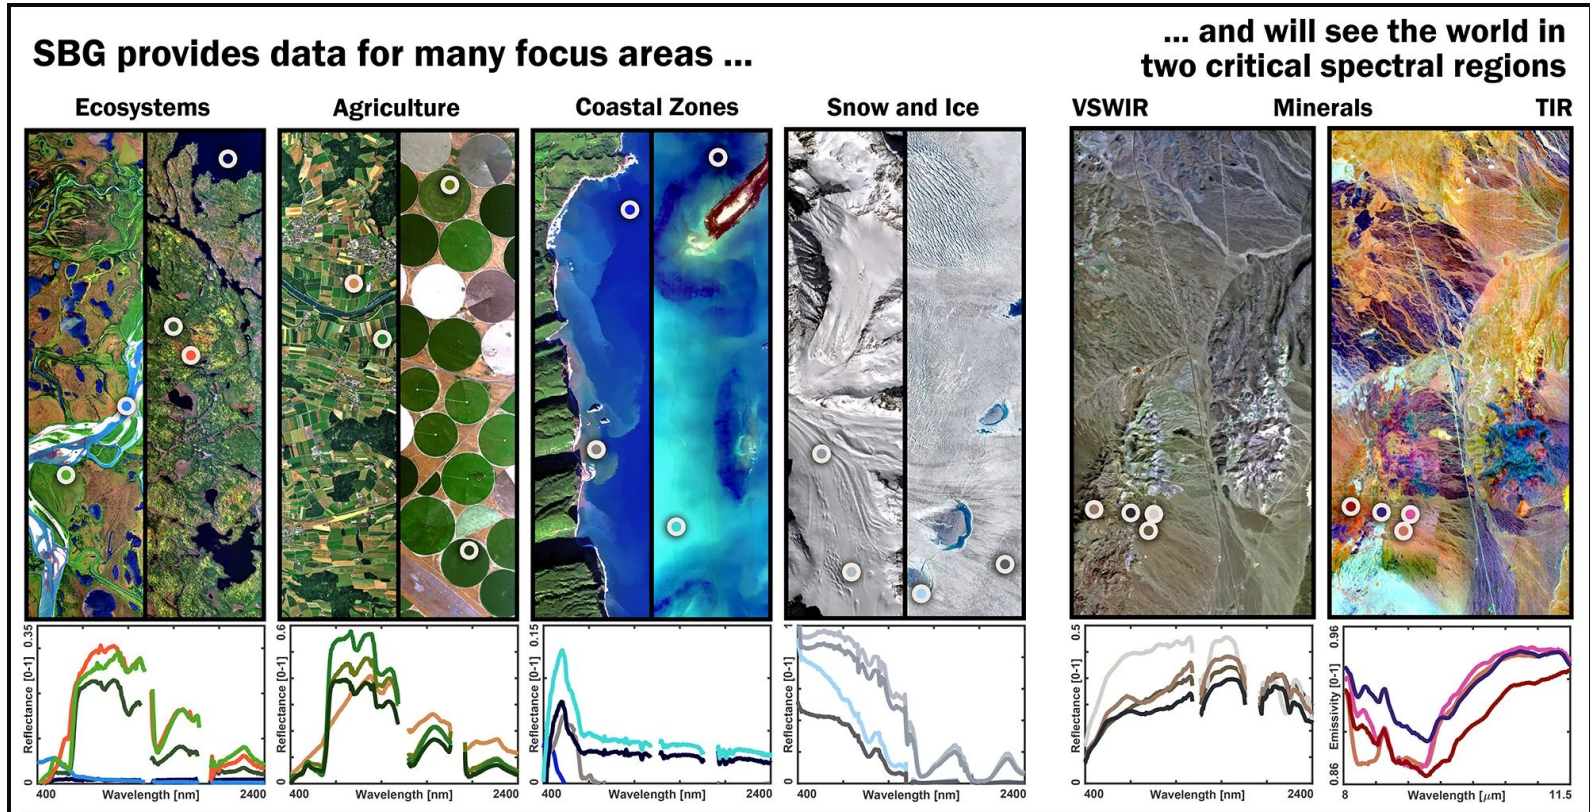 SBG provides data for many focus areas ...
... and will see the world in
two critical spectral regions
Ecosystems
Agriculture
Coastal Zones
Snow and Ice
VSWIR
Minerals
TIR
0.35
Reflectance [0-1]
0
400
Wavelength [nm]
2400
0.6
Reflectance [0-1]
0
400
Wavelength [nm]
2400
0.15
Reflectance [0-1]
0
400
Wavelength [nm]
2400
1
Reflectance [0-1]
0
400
Wavelength [nm]
2400
0.5
Reflectance [0-1]
0
400
Wavelength [nm]
2400
0.96
Emissivity [0-1]
0.86
8
Wavelength [μm]
11.5